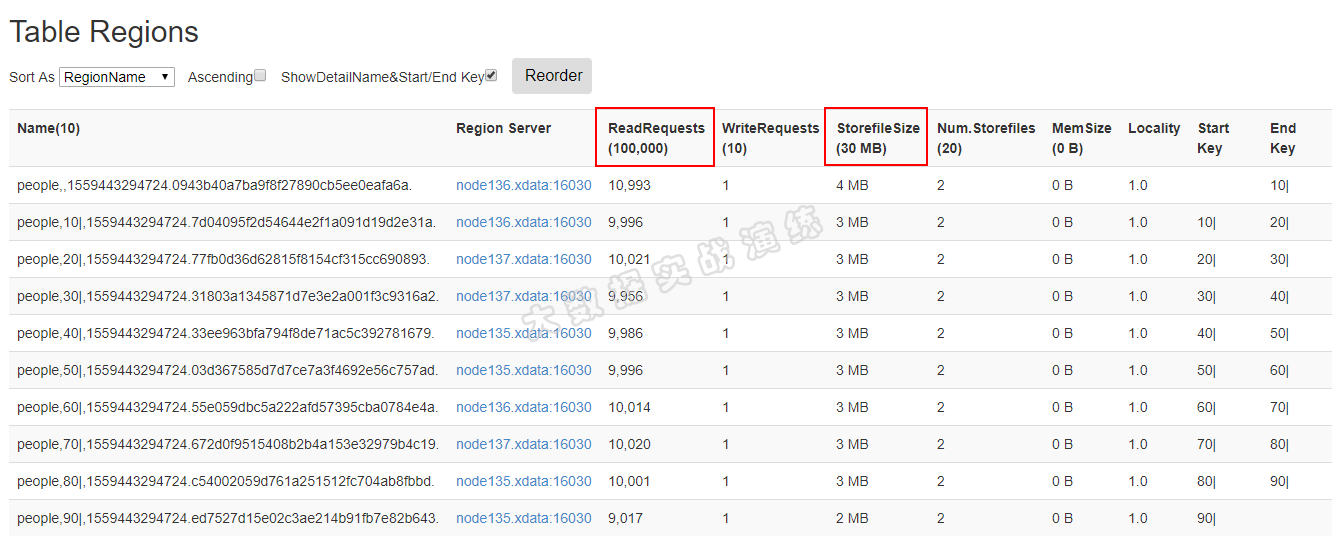 Table Regions
Sort As RegionName Ascending ShowDetailName&Start/End Key Reorder
Name(10) Region Server ReadRequests (100,000) WriteRequests (10) StorefileSize (30 MB) Num.Storefiles (20) MemSize (0 B) Locality Start Key End Key
people,,1559443294724.0943b40a7ba9f8f27890cb5ee0eafa6a. node136.xdata:16030 10,993 1 4 MB 2 0 B 1.0 10|
people,10|,1559443294724.7d04095f2d54644e2f1a091d19d2e31a. node136.xdata:16030 9,996 1 3 MB 2 0 B 1.0 10| 20|
people,20|,1559443294724.77fb0d36d62815f8154cf315cc690893. node137.xdata:16030 10,021 1 3 MB 2 0 B 1.0 20| 30|
people,30|,1559443294724.31803a1345871d7e3e2a001f3c9316a2. node137.xdata:16030 9,956 1 3 MB 2 0 B 1.0 30| 40|
people,40|,1559443294724.33ee963bfa794f8de71ac5c392781679. node135.xdata:16030 9,986 1 3 MB 2 0 B 1.0 40| 50|
people,50|,1559443294724.03d367585d7d7ce7a3f4692e56c757ad. node135.xdata:16030 9,996 1 3 MB 2 0 B 1.0 50| 60|
people,60|,1559443294724.55e059dbc5a222afd57395cba0784e4a. node136.xdata:16030 10,014 1 3 MB 2 0 B 1.0 60| 70|
people,70|,1559443294724.672d0f9515408b2b4a153e32979b4c19. node137.xdata:16030 10,020 1 3 MB 2 0 B 1.0 70| 80|
people,80|,1559443294724.c54002059d761a251512fc704ab8fbbd. node135.xdata:16030 10,001 1 3 MB 2 0 B 1.0 80| 90|
people,90|,1559443294724.ed7527d15e02c3ae214b91fb7e82b643. node135.xdata:16030 9,017 1 2 MB 2 0 B 1.0 90|
大数据实战演练